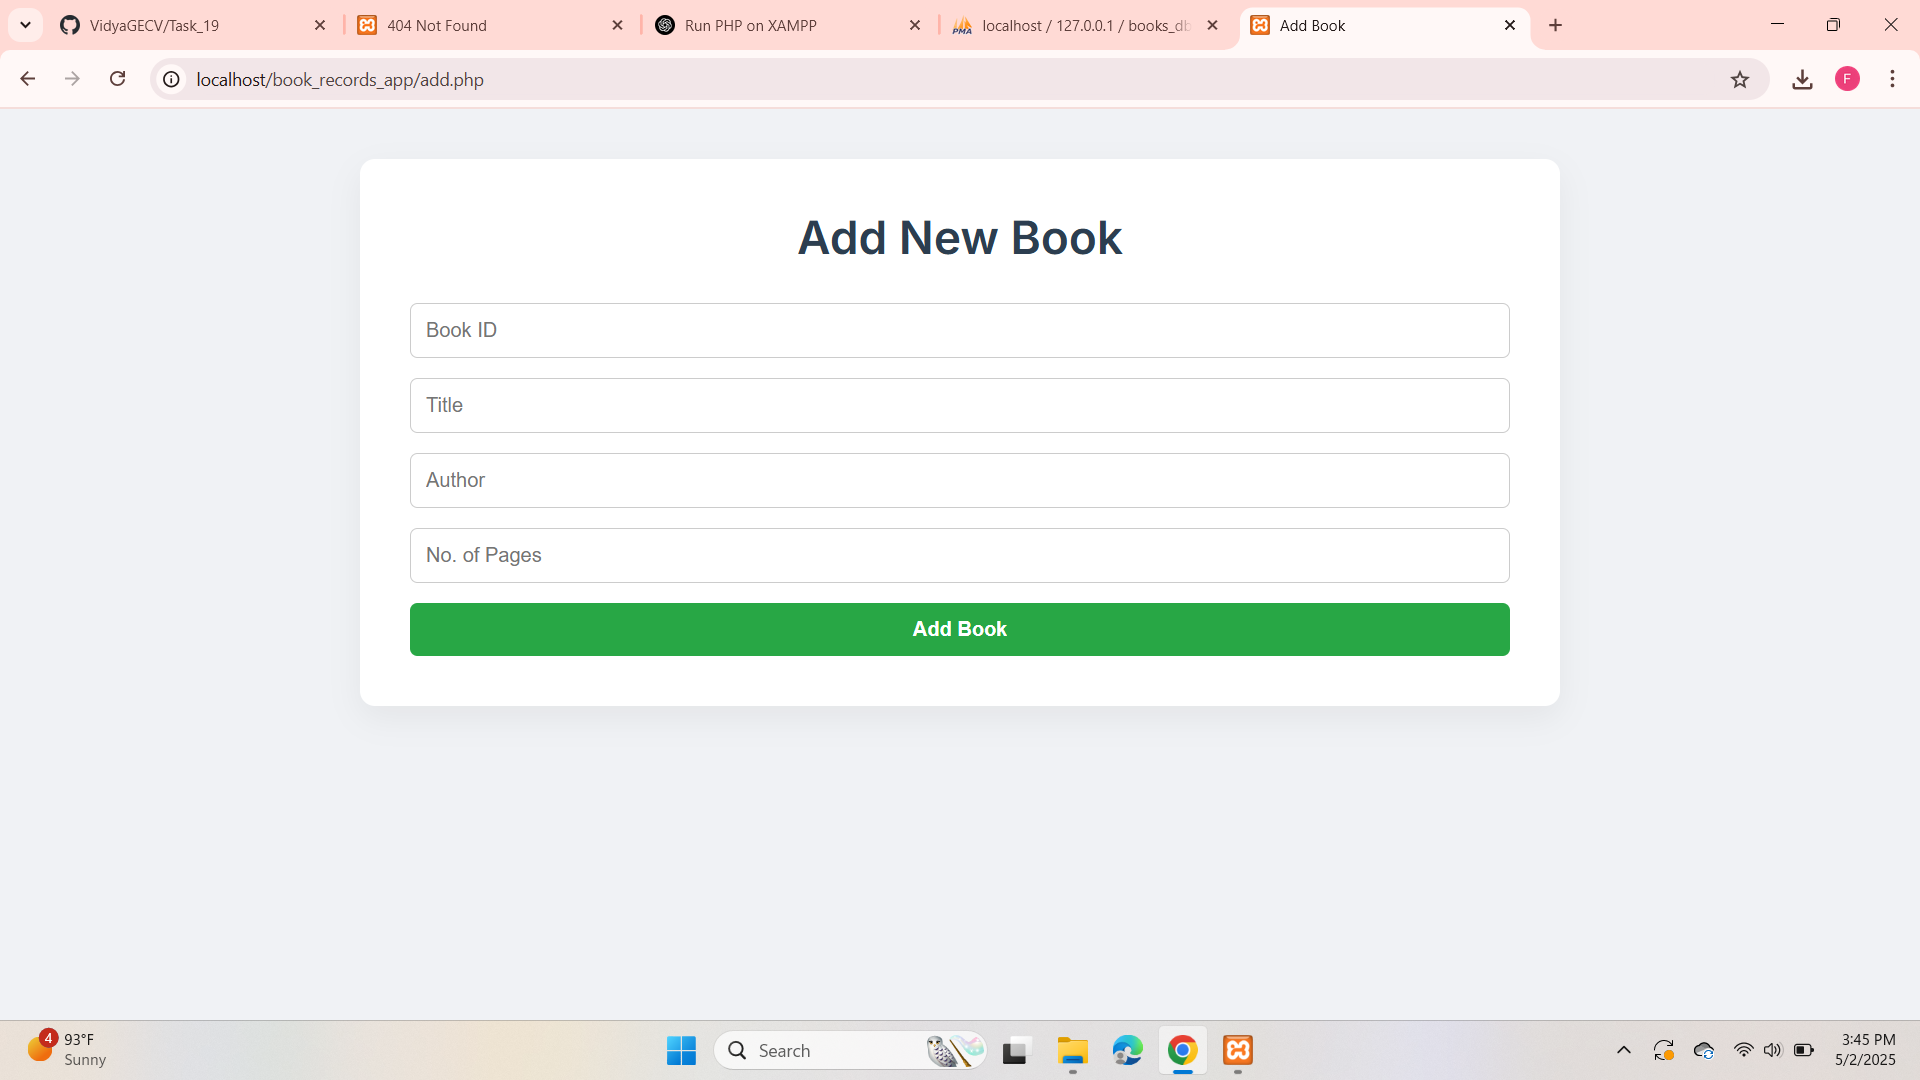 VidyaGECV/Task_19
404 Not Found
Run PHP on XAMPP
PMA
localhost / 127.0.0.1 / books_db
Add Book
localhost/book_records_app/add.php
F
Add New Book
Book ID
Title
Author
No. of Pages
Add Book
4
93°F
Sunny
Search
3:45 PM
5/2/2025